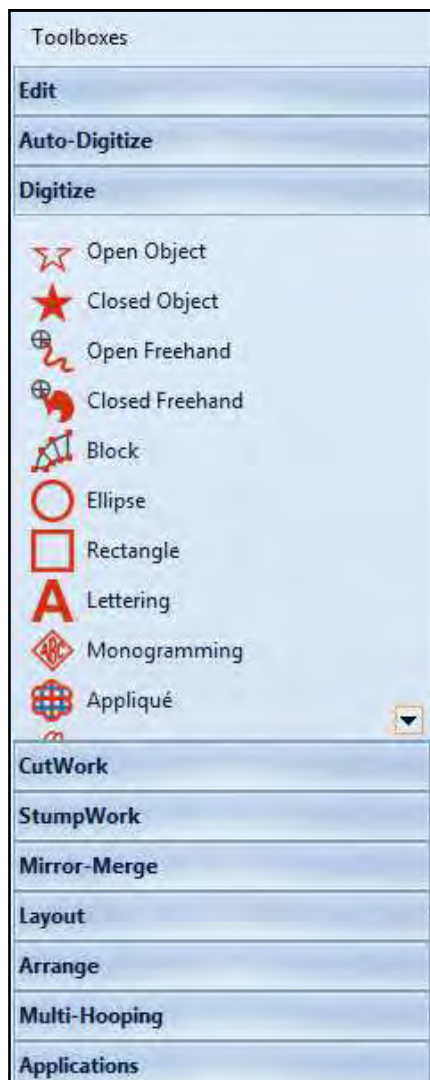 Toolboxes
Edit
Auto-Digitize
Digitize
Open Object
Closed Object
Open Freehand
Closed Freehand
Block
Ellipse
Rectangle
A Lettering
ABC Monogramming
Appliqué
CutWork
StumpWork
Mirror-Merge
Layout
Arrange
Multi-Hooping
Applications